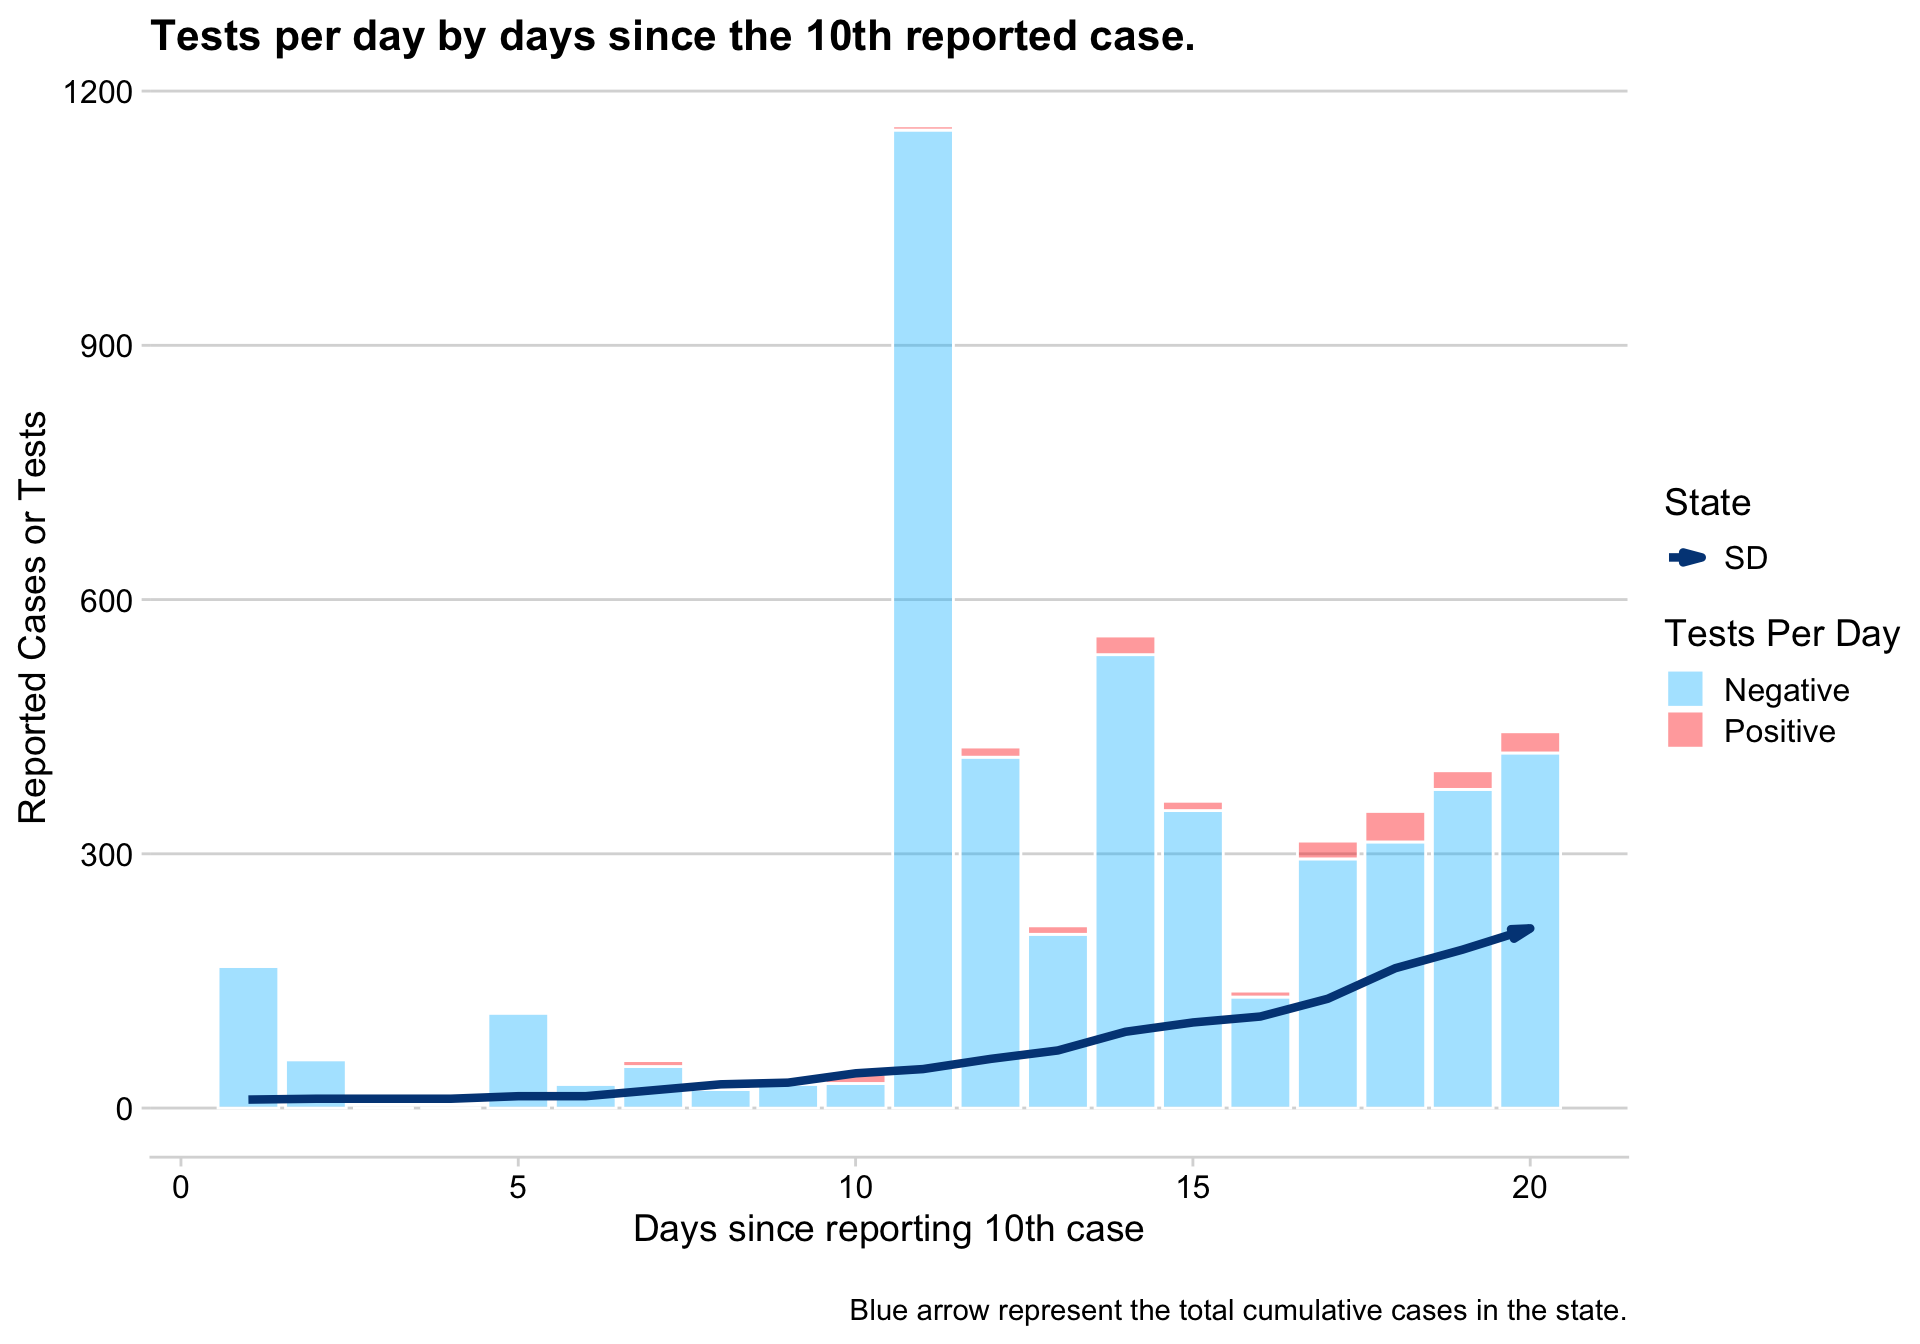 Tests per day by days since the 10th reported case.
1200
900
600
300
0
Reported Cases or Tests
0 5 10 15 20
Days since reporting 10th case
State
SD
Tests Per Day
Negative
Positive
Blue arrow represent the total cumulative cases in the state.